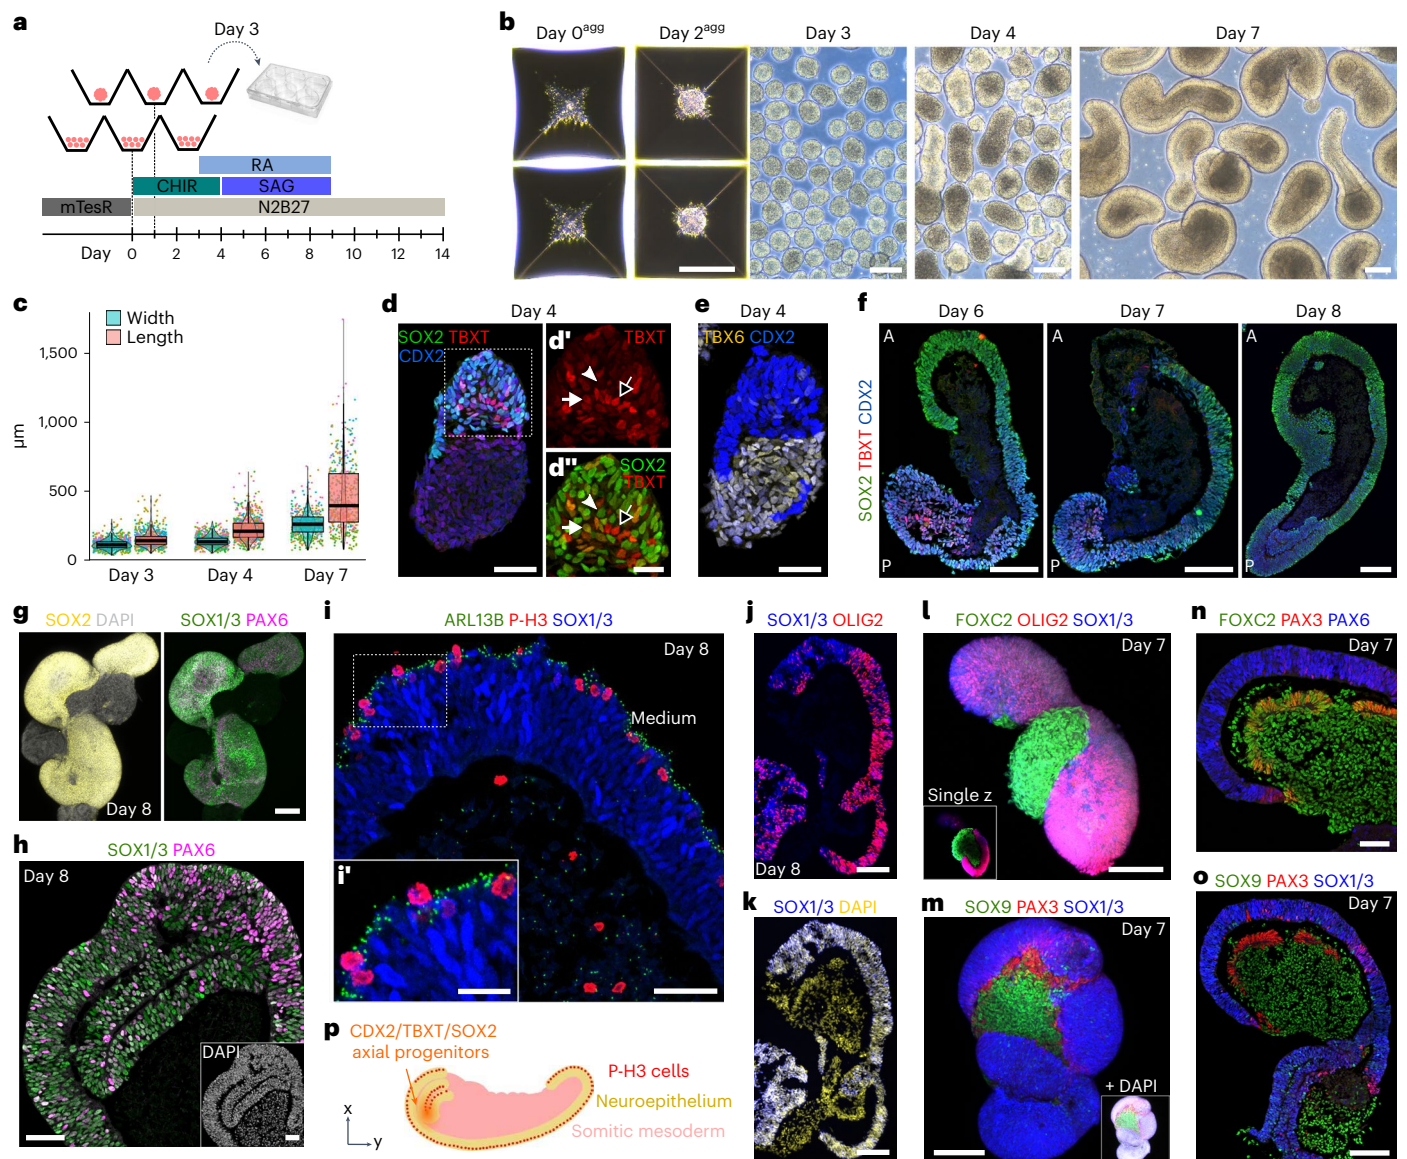 a
Day 3
RA
CHIR
SAG
mTesR
N2B27
Day
0 2 4 6 8 10 12 14
b
Day 0agg
Day 2agg
Day 3
Day 4
Day 7
c
Width
Length
1,500
1,000
500
0
µm
Day 3
Day 4
Day 7
d
Day 4
SOX2 TBXT
CDX2
d'
TBXT
d''
SOX2
TBXT
e
Day 4
TBX6 CDX2
f
Day 6
Day 7
Day 8
SOX2 TBXT CDX2
A
P
A
P
A
P
g
SOX2 DAPI
SOX1/3 PAX6
Day 8
h
SOX1/3 PAX6
Day 8
DAPI
i
ARL13B P-H3 SOX1/3
Day 8
Medium
i'
j
SOX1/3 OLIG2
Day 8
k
SOX1/3 DAPI
l
FOXC2 OLIG2 SOX1/3
Day 7
Single z
m
SOX9 PAX3 SOX1/3
Day 7
+ DAPI
n
FOXC2 PAX3 PAX6
Day 7
o
SOX9 PAX3 SOX1/3
Day 7
p
CDX2/TBXT/SOX2
axial progenitors
P-H3 cells
Neuroepithelium
Somitic mesoderm
x
y